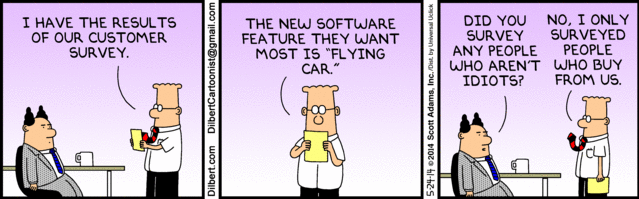 I HAVE THE RESULTS
OF OUR CUSTOMER
SURVEY.
Dilbert.com DilbertCartoonist@gmail.com
THE NEW SOFTWARE
FEATURE THEY WANT
MOST IS "FLYING
CAR."
5-24-14 ©2014 Scott Adams, Inc. /Dist. by Universal Uclick
DID YOU
SURVEY
ANY PEOPLE
WHO AREN'T
IDIOTS?
NO, I ONLY
SURVEYED
PEOPLE
WHO BUY
FROM US.